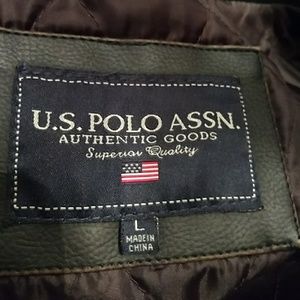 U.S. POLO ASSN.
AUTHENTIC GOODS
Superior Quality
L
MADE IN
CHINA